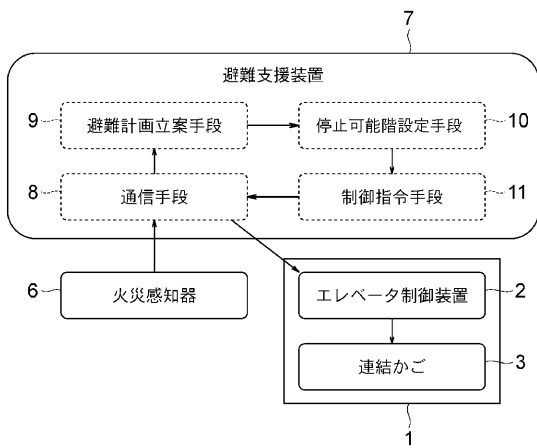 7
避難支援装置
9
避難計画立案手段
停止可能階設定手段
10
8
通信手段
制御指令手段
11
6
火災感知器
エレベータ制御装置
2
連結かご
3
1